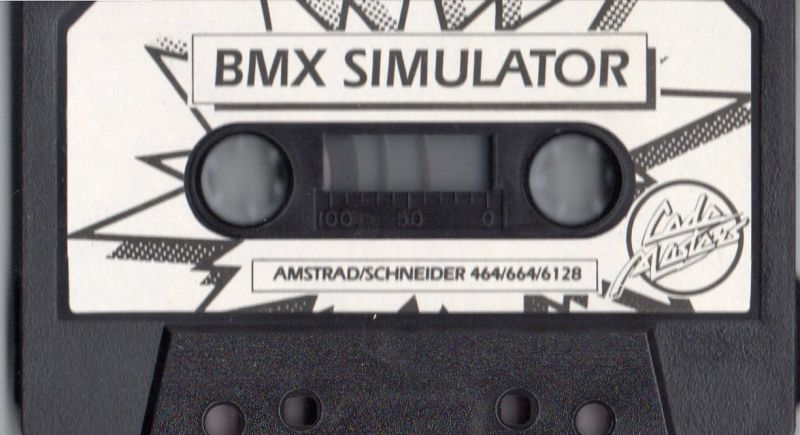 BMX SIMULATOR
100 50 0
Code
Masters
AMSTRAD/SCHNEIDER 464/664/6128